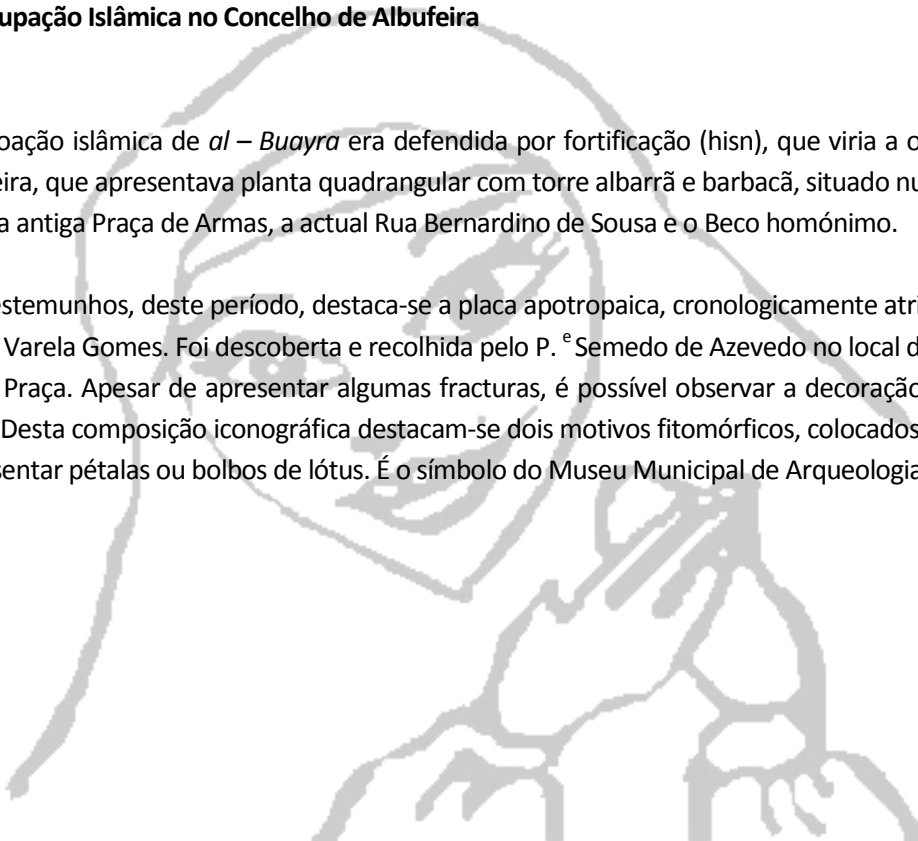 upação Islâmica no Concelho de Albufeira
oação islâmica de al – Buayra era defendida por fortificação (hisn), que viria a o
eira, que apresentava planta quadrangular com torre albarrã e barbacã, situado nu
a antiga Praça de Armas, a actual Rua Bernardino de Sousa e o Beco homónimo.
estemunhos, deste período, destaca-se a placa apotropaica, cronologicamente atri
Varela Gomes. Foi descoberta e recolhida pelo P. e Semedo de Azevedo no local d
Praça. Apesar de apresentar algumas fracturas, é possível observar a decoração
Desta composição iconográfica destacam-se dois motivos fitomórficos, colocados
sentar pétalas ou bolbos de lótus. É o símbolo do Museu Municipal de Arqueologia